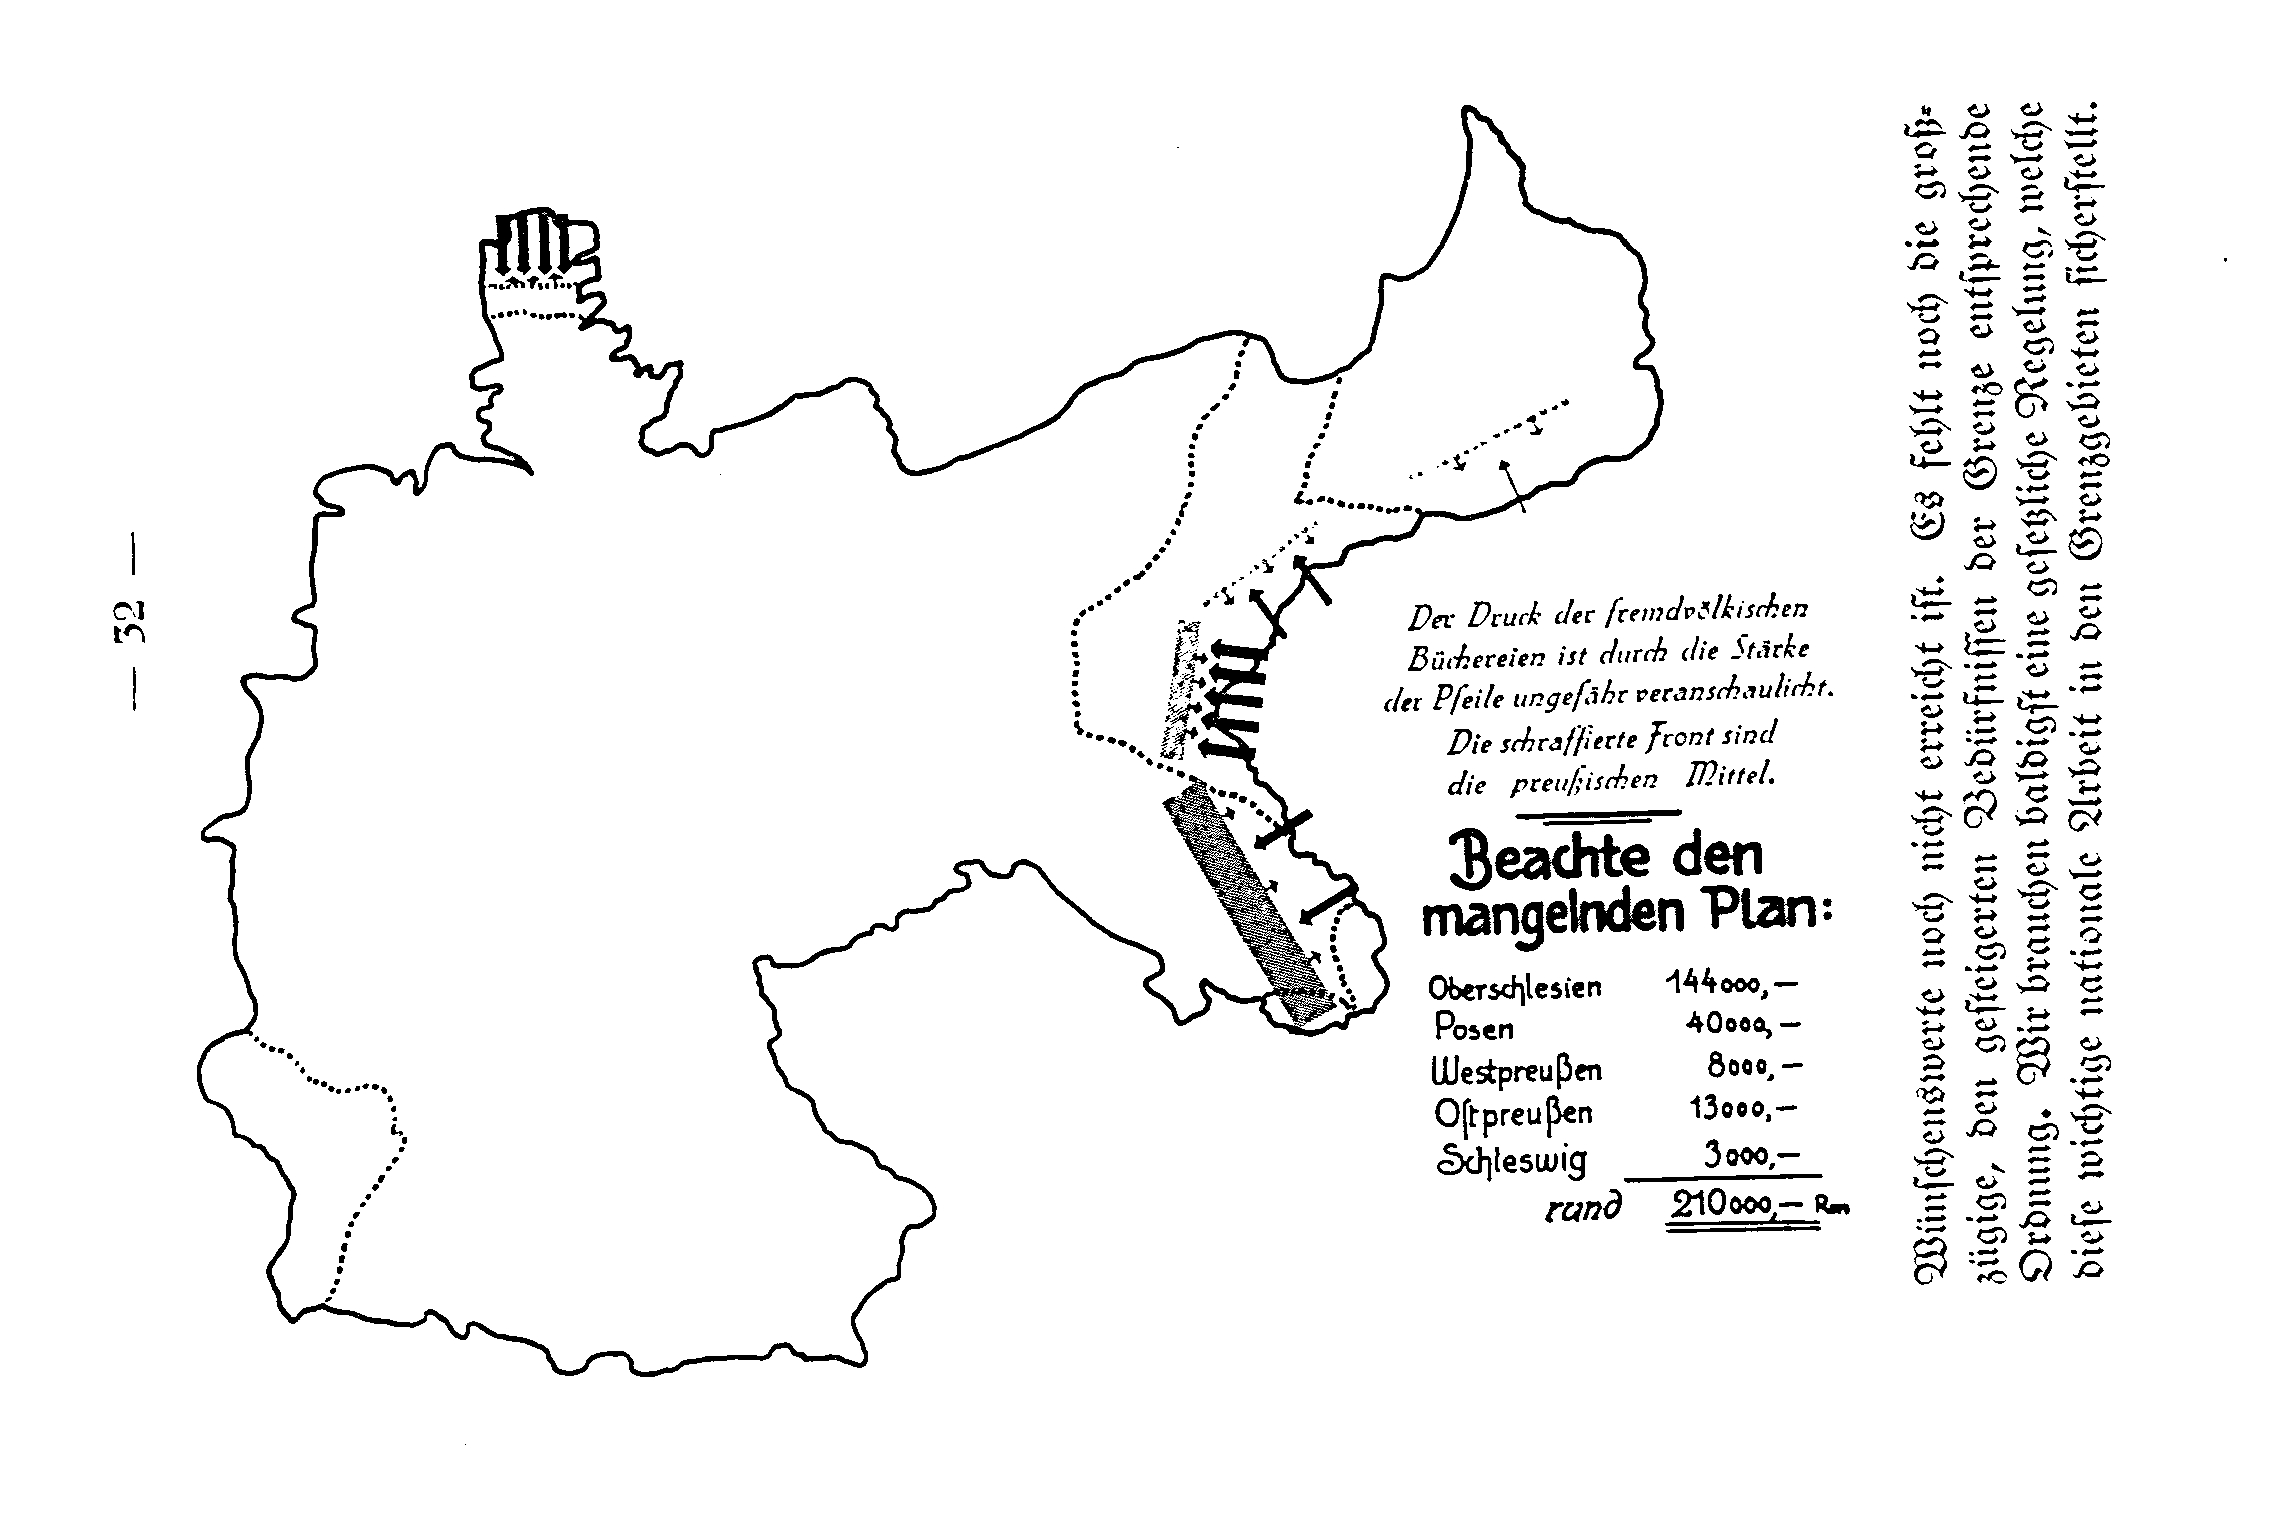 — 32 —
Der Druck der fremdvölkischen
Büchereien ist durch die Stärke
der Pfeile ungefähr veranschaulicht.
Die schraffierte Front sind
die preußischen Mittel.
Beachte den
mangelnden Plan:
Oberschlesien 144000,—
Posen 40000,—
Westpreußen 8000,—
Oſtpreußen 13000,—
Schleswig 3000,—
rund 210000,— Rm
Wünſchenswerte noch nicht erreicht iſt. Es fehlt noch die groß-
zügige, den geſteigerten Bedürfniſſen der Grenze entſprechende
Ordnung. Wir brauchen baldigſt eine geſetzliche Regelung, welche
dieſe wichtige nationale Arbeit in den Grenzgebieten ſicherſtellt.